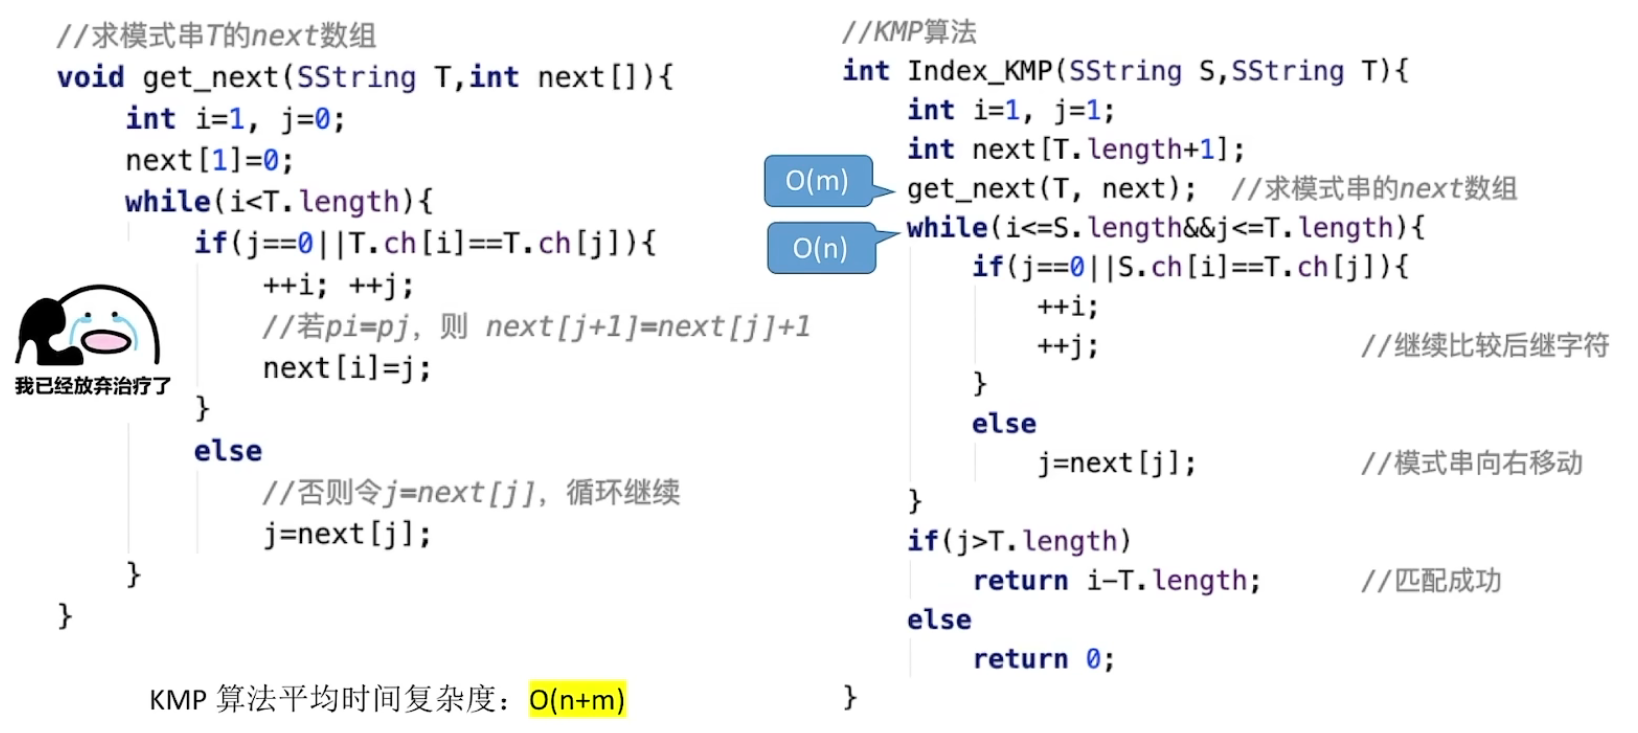 //求模式串T的next数组
void get_next(SString T,int next[]){
int i=1, j=0;
next[1]=0;
while(i<T.length){
if(j==0||T.ch[i]==T.ch[j]){
++i; ++j;
//若pi=pj，则 next[j+1]=next[j]+1
next[i]=j;
}
else
//否则令j=next[j]，循环继续
j=next[j];
}
}
我已经放弃治疗了
KMP 算法平均时间复杂度：O(n+m)
//KMP算法
int Index_KMP(SString S,SString T){
int i=1, j=1;
int next[T.length+1];
O(m)
get_next(T, next); //求模式串的next数组
O(n)
while(i<=S.length&&j<=T.length){
if(j==0||S.ch[i]==T.ch[j]){
++i;
++j; //继续比较后继字符
}
else
j=next[j]; //模式串向右移动
}
if(j>T.length)
return i-T.length; //匹配成功
else
return 0;
}